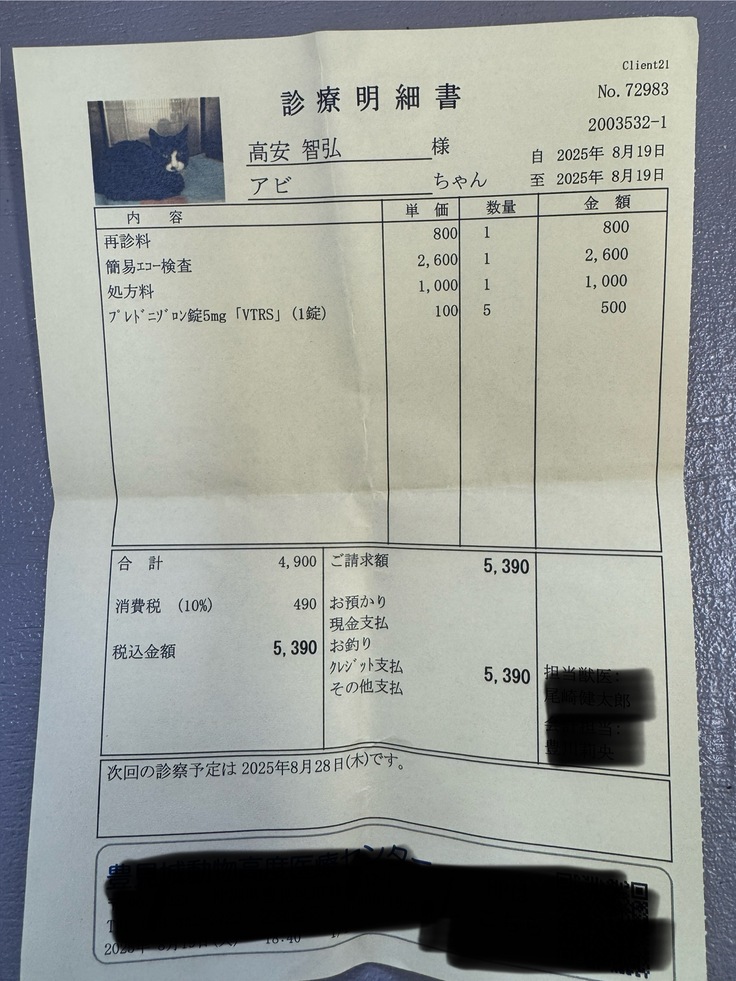 Client21
診療明細書
No. 72983
2003532-1
高安 智弘 様
自 2025年 8月19日
アビ ちゃん
至 2025年 8月19日
内 容 単 価 数量 金 額
再診料 800 1 800
簡易ｴｺｰ検査 2,600 1 2,600
処方料 1,000 1 1,000
ﾌﾟﾚﾄﾞﾆｿﾞﾛﾝ錠5mg「VTRS」(1錠) 100 5 500
合 計 4,900 ご請求額 5,390
消費税 (10%) 490 お預かり
現金支払
税込金額 5,390 お釣り
ｸﾚｼﾞｯﾄ支払 5,390
その他支払
担当獣医:
次回の診察予定は 2025年8月28日(木)です。